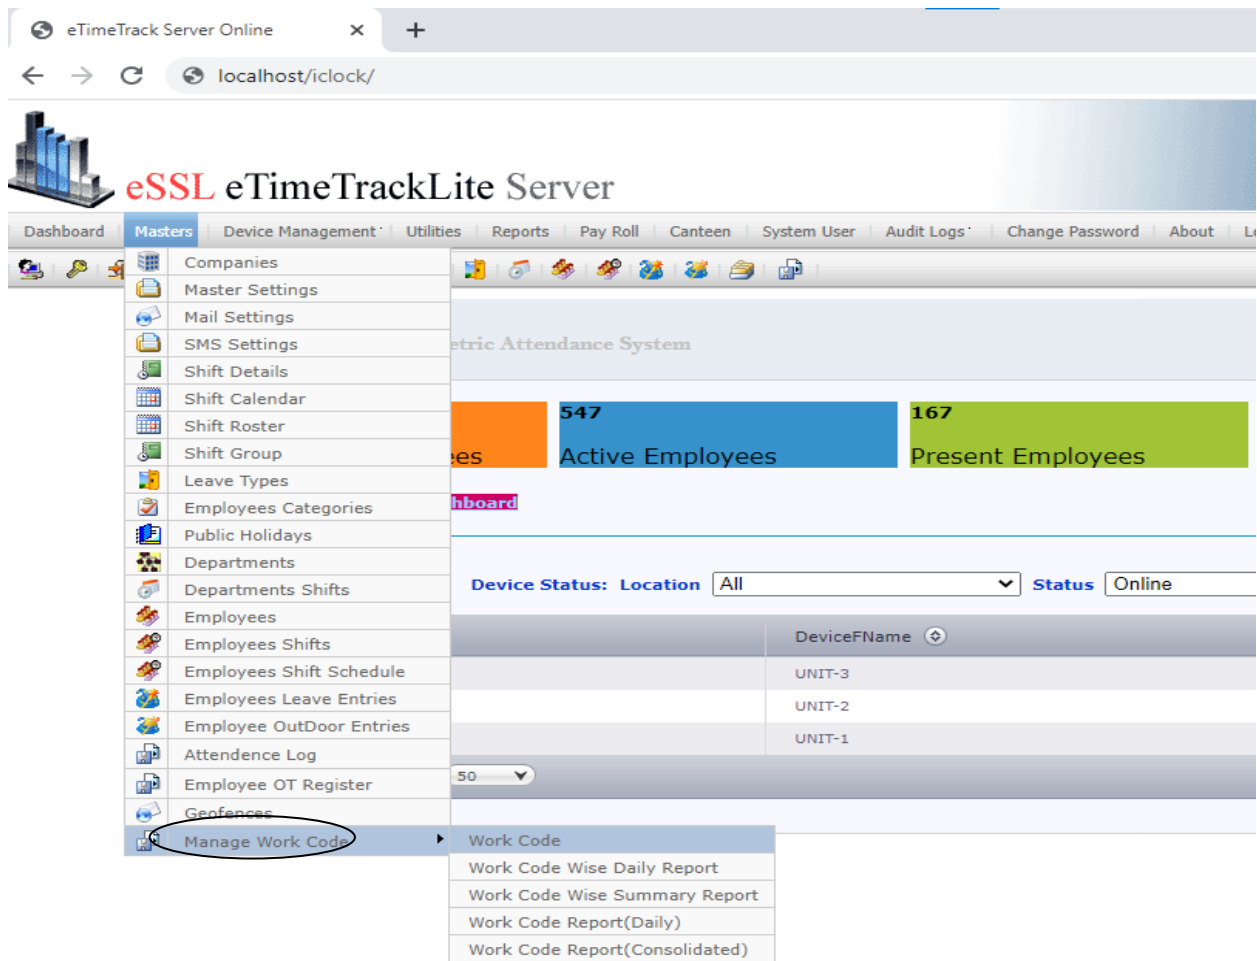 eTimeTrack Server Online
localhost/iclock/
eSSL eTimeTrackLite Server
Dashboard Masters Device Management Utilities Reports Pay Roll Canteen System User Audit Logs Change Password About
Companies
Master Settings
Mail Settings
SMS Settings
etric Attendance System
Shift Details
Shift Calendar
547 167
Shift Roster
Shift Group
ees Active Employees Present Employees
Leave Types
Employees Categories
hboard
Public Holidays
Departments
Departments Shifts
Device Status: Location All Status Online
Employees
Employees Shifts
DeviceFName
Employees Shift Schedule
UNIT-3
Employees Leave Entries
UNIT-2
Employee OutDoor Entries
UNIT-1
Attendence Log
Employee OT Register
50
Geofences
Manage Work Code
Work Code
Work Code Wise Daily Report
Work Code Wise Summary Report
Work Code Report(Daily)
Work Code Report(Consolidated)